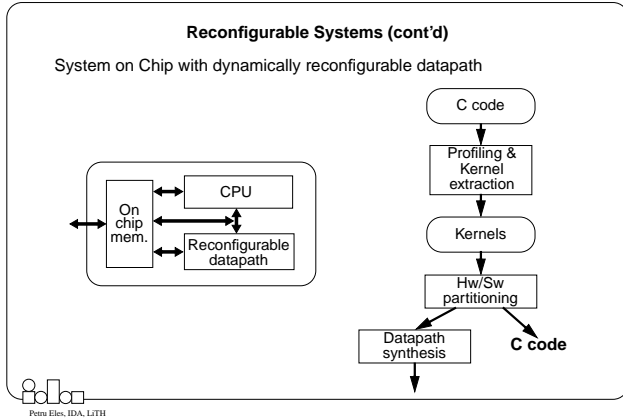 Reconfigurable Systems (cont’d)
System on Chip with dynamically reconfigurable datapath
On
chip
mem.
CPU
Reconfigurable
datapath
C code
Profiling &
Kernel
extraction
Kernels
Hw/Sw
partitioning
Datapath
synthesis
C code
Petru Eles, IDA, LiTH